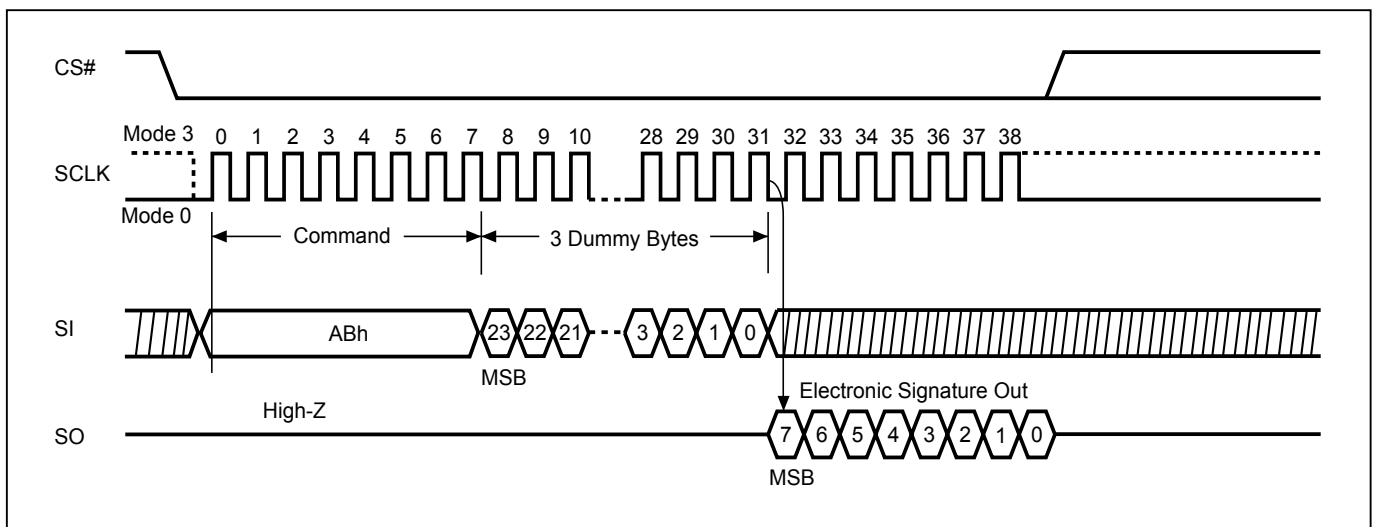 CS#
Mode 3 0 1 2 3 4 5 6 7 8 9 10 28 29 30 31 32 33 34 35 36 37 38
SCLK
Mode 0
Command 3 Dummy Bytes
SI ABh 23 22 21 3 2 1 0
MSB
Electronic Signature Out
High-Z
SO 7 6 5 4 3 2 1 0
MSB